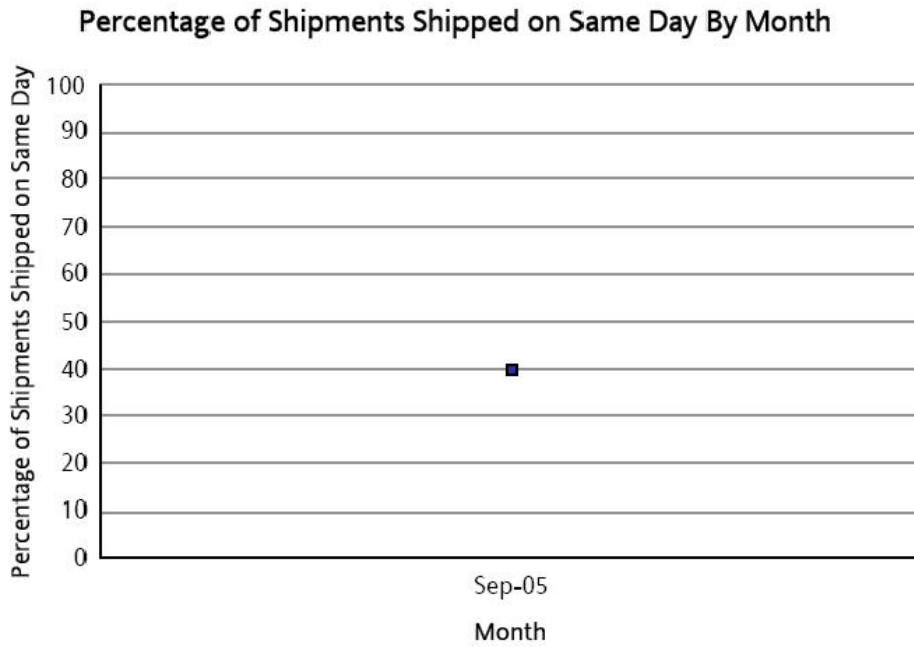 Percentage of Shipments Shipped on Same Day By Month
Percentage of Shipments Shipped on Same Day
100
90
80
70
60
50
40
30
20
10
0
Sep-05
Month